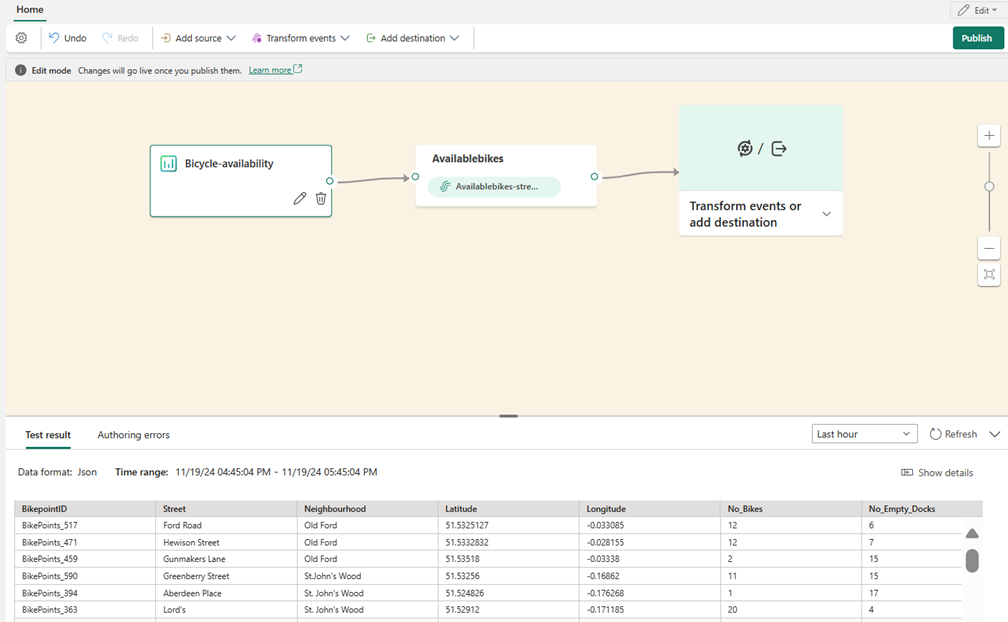 Home
Edit
Undo Redo Add source Transform events Add destination Publish
Edit mode Changes will go live once you publish them. Learn more
Bicycle-availability
Availablebikes
Availablebikes-stre...
/
Transform events or
add destination
Test result Authoring errors Last hour Refresh
Data format: Json Time range: 11/19/24 04:45:04 PM - 11/19/24 05:45:04 PM Show details
BikepointID Street Neighbourhood Latitude Longitude No_Bikes No_Empty_Docks
BikePoints_517 Ford Road Old Ford 51.5325127 -0.033085 12 6
BikePoints_471 Hewison Street Old Ford 51.5332832 -0.028155 12 7
BikePoints_459 Gunmakers Lane Old Ford 51.53518 -0.03338 2 15
BikePoints_590 Greenberry Street St.John's Wood 51.53256 -0.16862 11 15
BikePoints_394 Aberdeen Place St. John's Wood 51.524826 -0.176268 1 17
BikePoints_363 Lord's St. John's Wood 51.52912 -0.171185 20 4